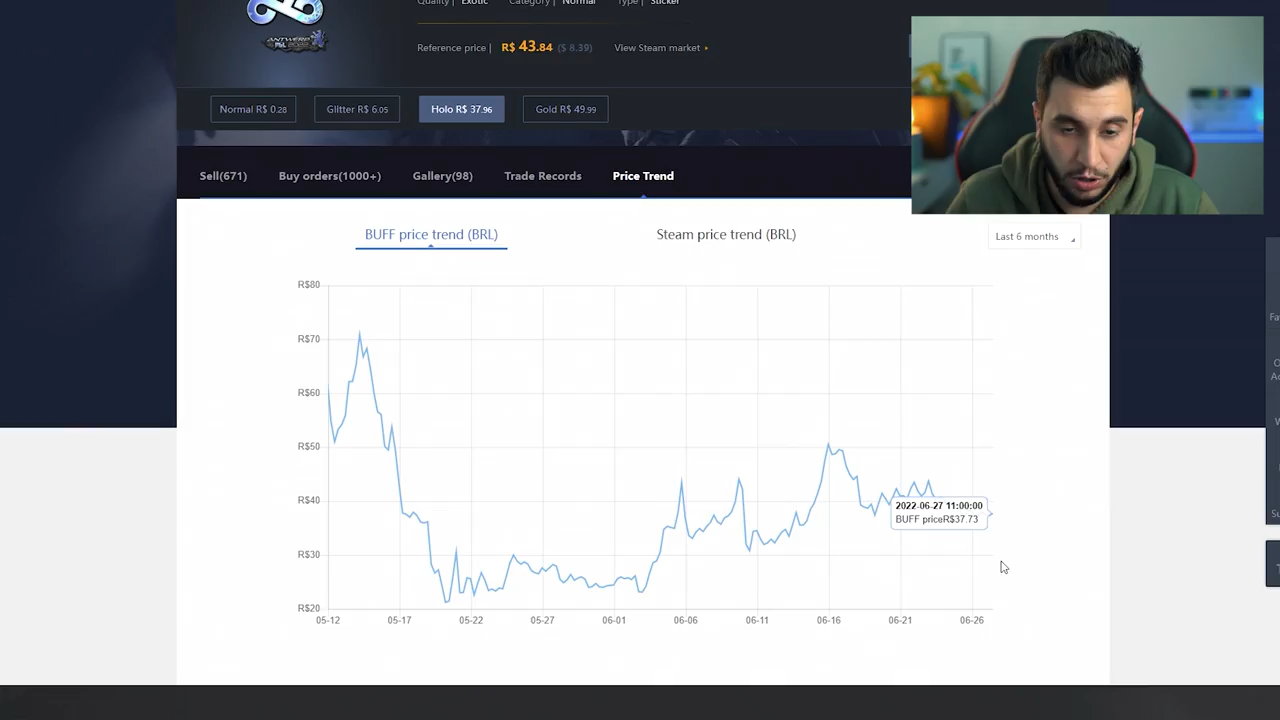 Quality | Exotic Category | Normal Type | Sticker
ANTWERP
2022
Reference price | R$ 43.84 ($ 8.39) View Steam market
Normal R$ 0.28 Glitter R$ 6.05 Holo R$ 37.96 Gold R$ 49.99
Sell(671) Buy orders(1000+) Gallery(98) Trade Records Price Trend
BUFF price trend (BRL) Steam price trend (BRL) Last 6 months
R$80
R$70
R$60
R$50
R$40
R$30
R$20
2022-06-27 11:00:00
BUFF priceR$37.73
05-12 05-17 05-22 05-27 06-01 06-06 06-11 06-16 06-21 06-26